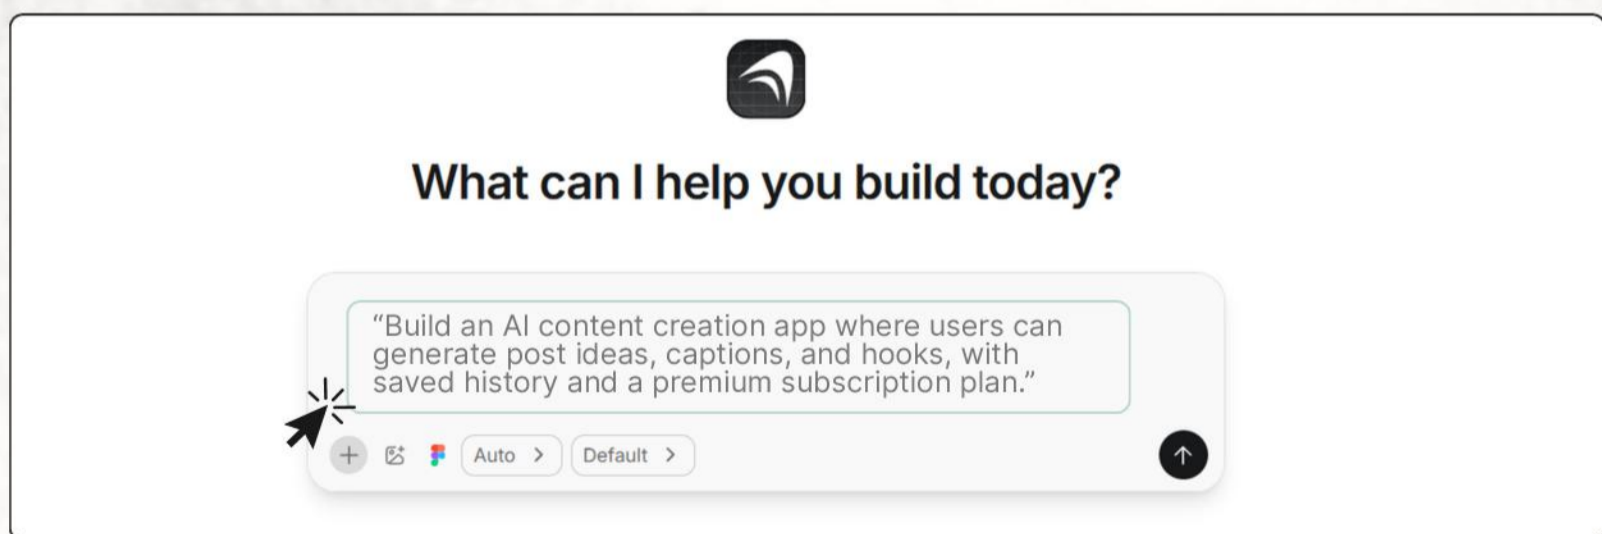 What can I help you build today?
“Build an AI content creation app where users can
generate post ideas, captions, and hooks, with
saved history and a premium subscription plan.”
Auto
Default